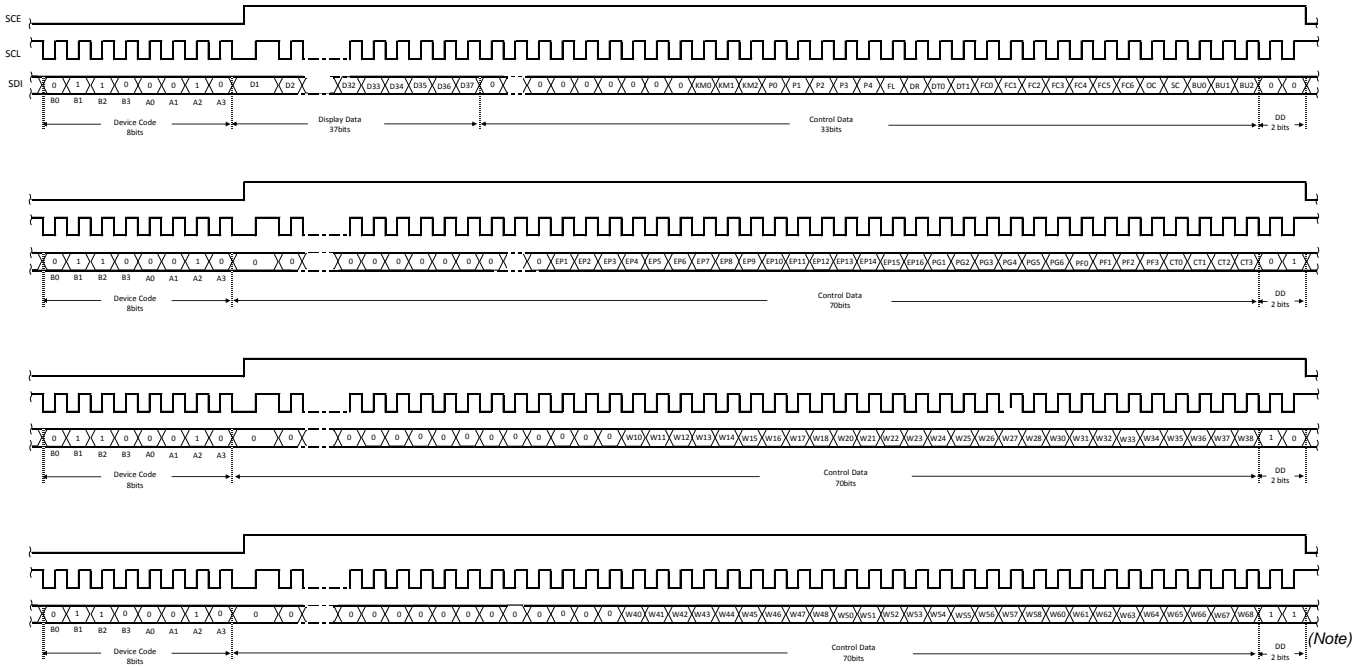 SCE
SCL
SDI 0 1 1 0 0 0 1 0 D1 D2 D32 D33 D34 D35 D36 D37 0 0 0 0 0 0 0 0 KM0 KM1 KM2 P0 P1 P2 P3 P4 FL DR DT0 DT1 FC0 FC1 FC2 FC3 FC4 FC5 FC6 OC SC BU0 BU1 BU2 0 0
B0 B1 B2 B3 A0 A1 A2 A3
Device Code
8bits
Display Data
37bits
Control Data
33bits
DD
2 bits
0 1 1 0 0 0 1 0 0 0 0 0 0 0 0 0 0 0 EP1 EP2 EP3 EP4 EP5 EP6 EP7 EP8 EP9 EP10 EP11 EP12 EP13 EP14 EP15 EP16 PG1 PG2 PG3 PG4 PG5 PG6 PF0 PF1 PF2 PF3 CT0 CT1 CT2 CT3 0 1
B0 B1 B2 B3 A0 A1 A2 A3
Device Code
8bits
Control Data
70bits
DD
2 bits
0 1 1 0 0 0 1 0 0 0 0 0 0 0 0 0 0 0 0 0 0 0 W10 W11 W12 W13 W14 W15 W16 W17 W18 W20 W21 W22 W23 W24 W25 W26 W27 W28 W30 W31 W32 W33 W34 W35 W36 W37 W38 1 0
B0 B1 B2 B3 A0 A1 A2 A3
Device Code
8bits
Control Data
70bits
DD
2 bits
0 1 1 0 0 0 1 0 0 0 0 0 0 0 0 0 0 0 0 0 0 0 W40 W41 W42 W43 W44 W45 W46 W47 W48 W50 W51 W52 W53 W54 W55 W56 W57 W58 W60 W61 W62 W63 W64 W65 W66 W67 W68 1 1
B0 B1 B2 B3 A0 A1 A2 A3
(Note)
Device Code
8bits
Control Data
70bits
DD
2 bits